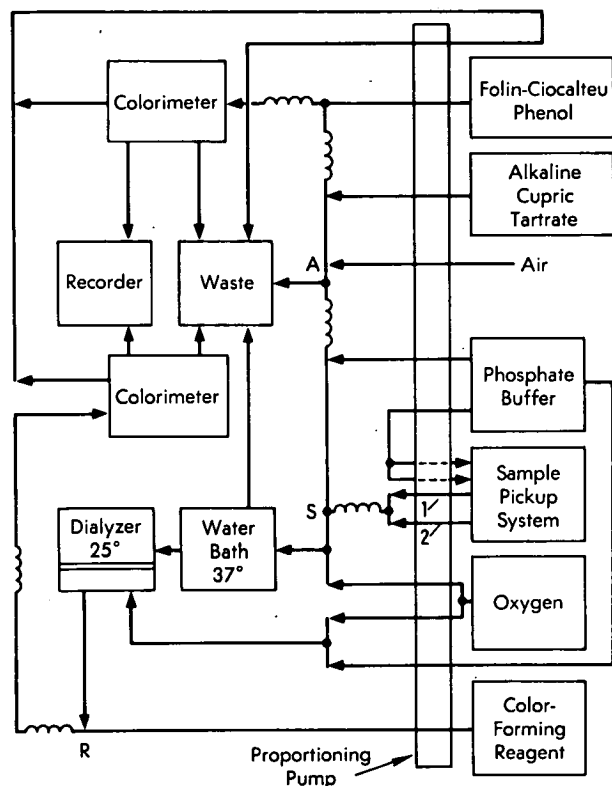 Colorimeter
Folin-Ciocalteu
Phenol
Alkaline
Cupric
Tartrate
Recorder
Waste
A
Air
Colorimeter
Phosphate
Buffer
Sample
Pickup
System
S
1
2
Dialyzer
25°
Water
Bath
37°
Oxygen
R
Proportioning
Pump
Color-
Forming
Reagent